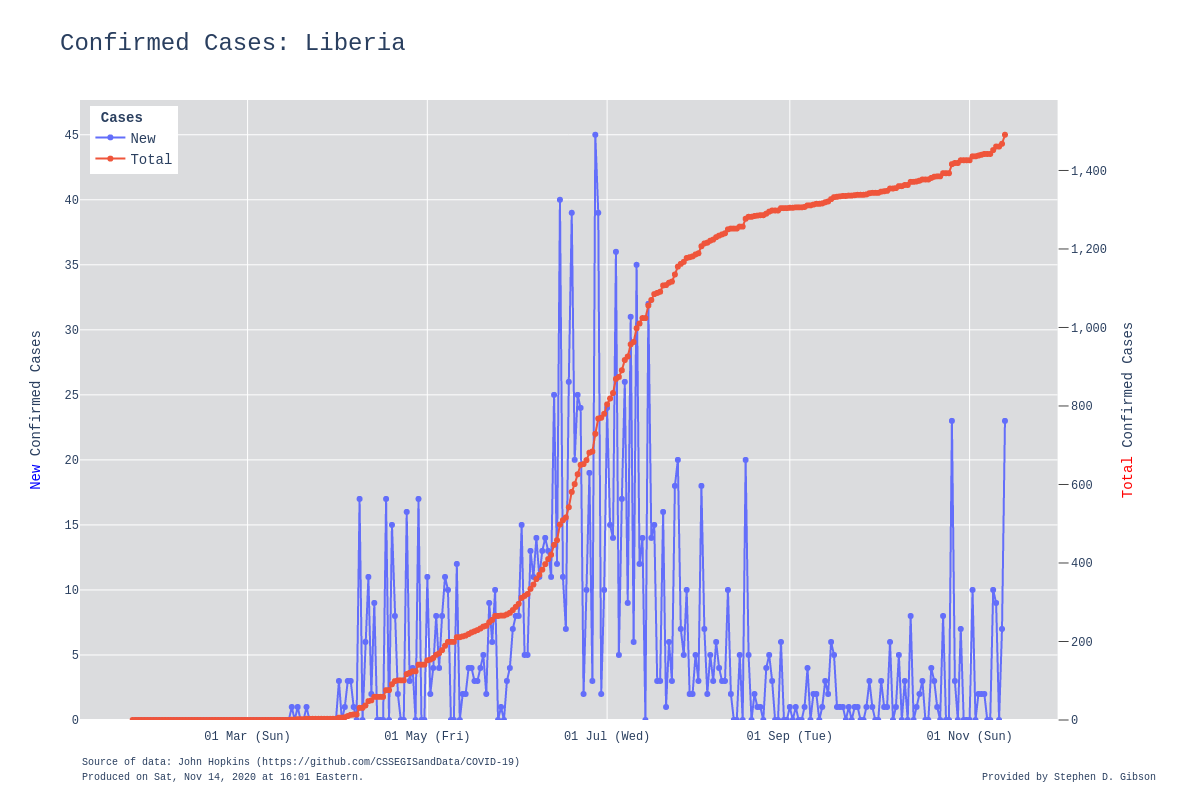 Confirmed Cases: Liberia
Cases
New
Total
45
40
35
30
25
20
15
10
5
0
1,400
1,200
1,000
800
600
400
200
0
New Confirmed Cases
Total Confirmed Cases
01 Mar (Sun)
01 May (Fri)
01 Jul (Wed)
01 Sep (Tue)
01 Nov (Sun)
Source of data: John Hopkins (https://github.com/CSSEGISandData/COVID-19)
Produced on Sat, Nov 14, 2020 at 16:01 Eastern.
Provided by Stephen D. Gibson